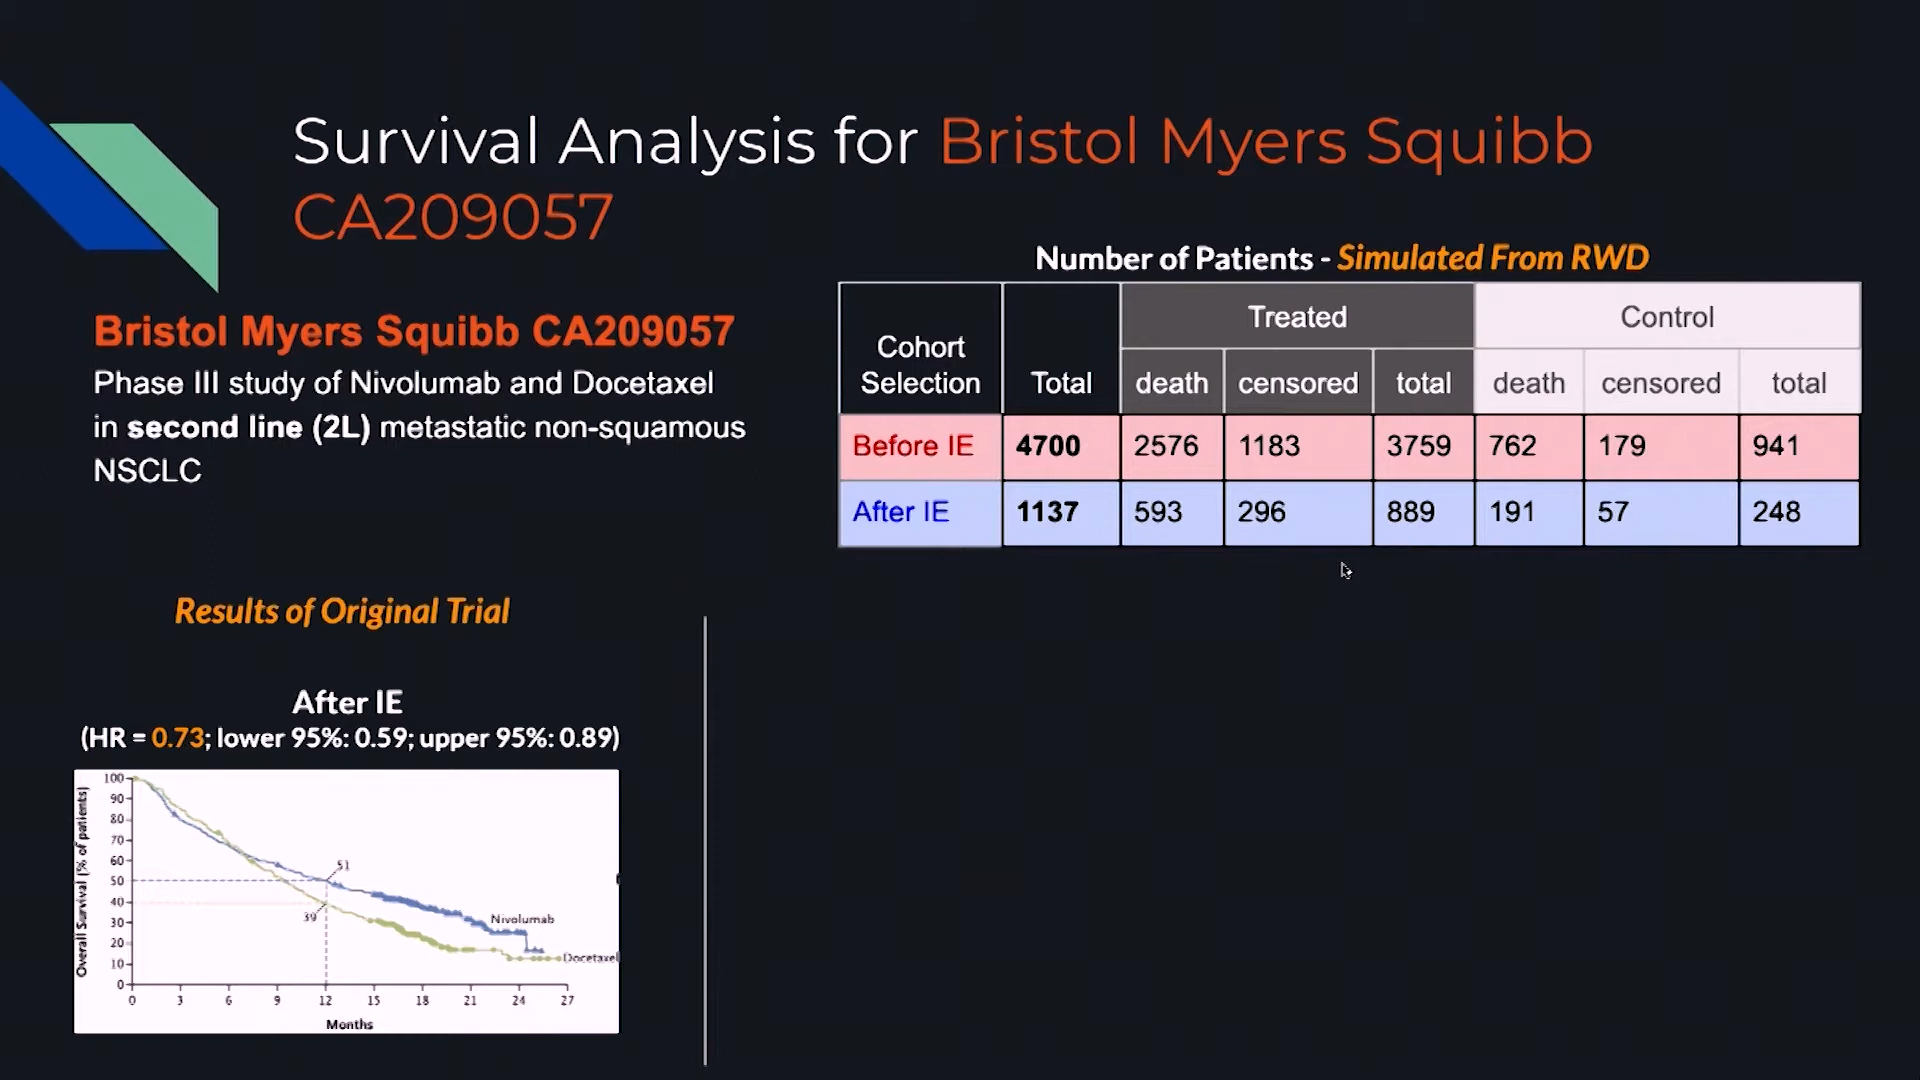 Survival Analysis for Bristol Myers Squibb
CA209057
Bristol Myers Squibb CA209057
Phase III study of Nivolumab and Docetaxel
in second line (2L) metastatic non-squamous
NSCLC
Number of Patients - Simulated From RWD
Cohort Selection Total Treated Control
death censored total death censored total
Before IE 4700 2576 1183 3759 762 179 941
After IE 1137 593 296 889 191 57 248
Results of Original Trial
After IE
(HR = 0.73; lower 95%: 0.59; upper 95%: 0.89)
Overall Survival (% of patients)
100
90
80
70
60
50
40
30
20
10
0
51
39
Nivolumab
Docetaxel
0 3 6 9 12 15 18 21 24 27
Months